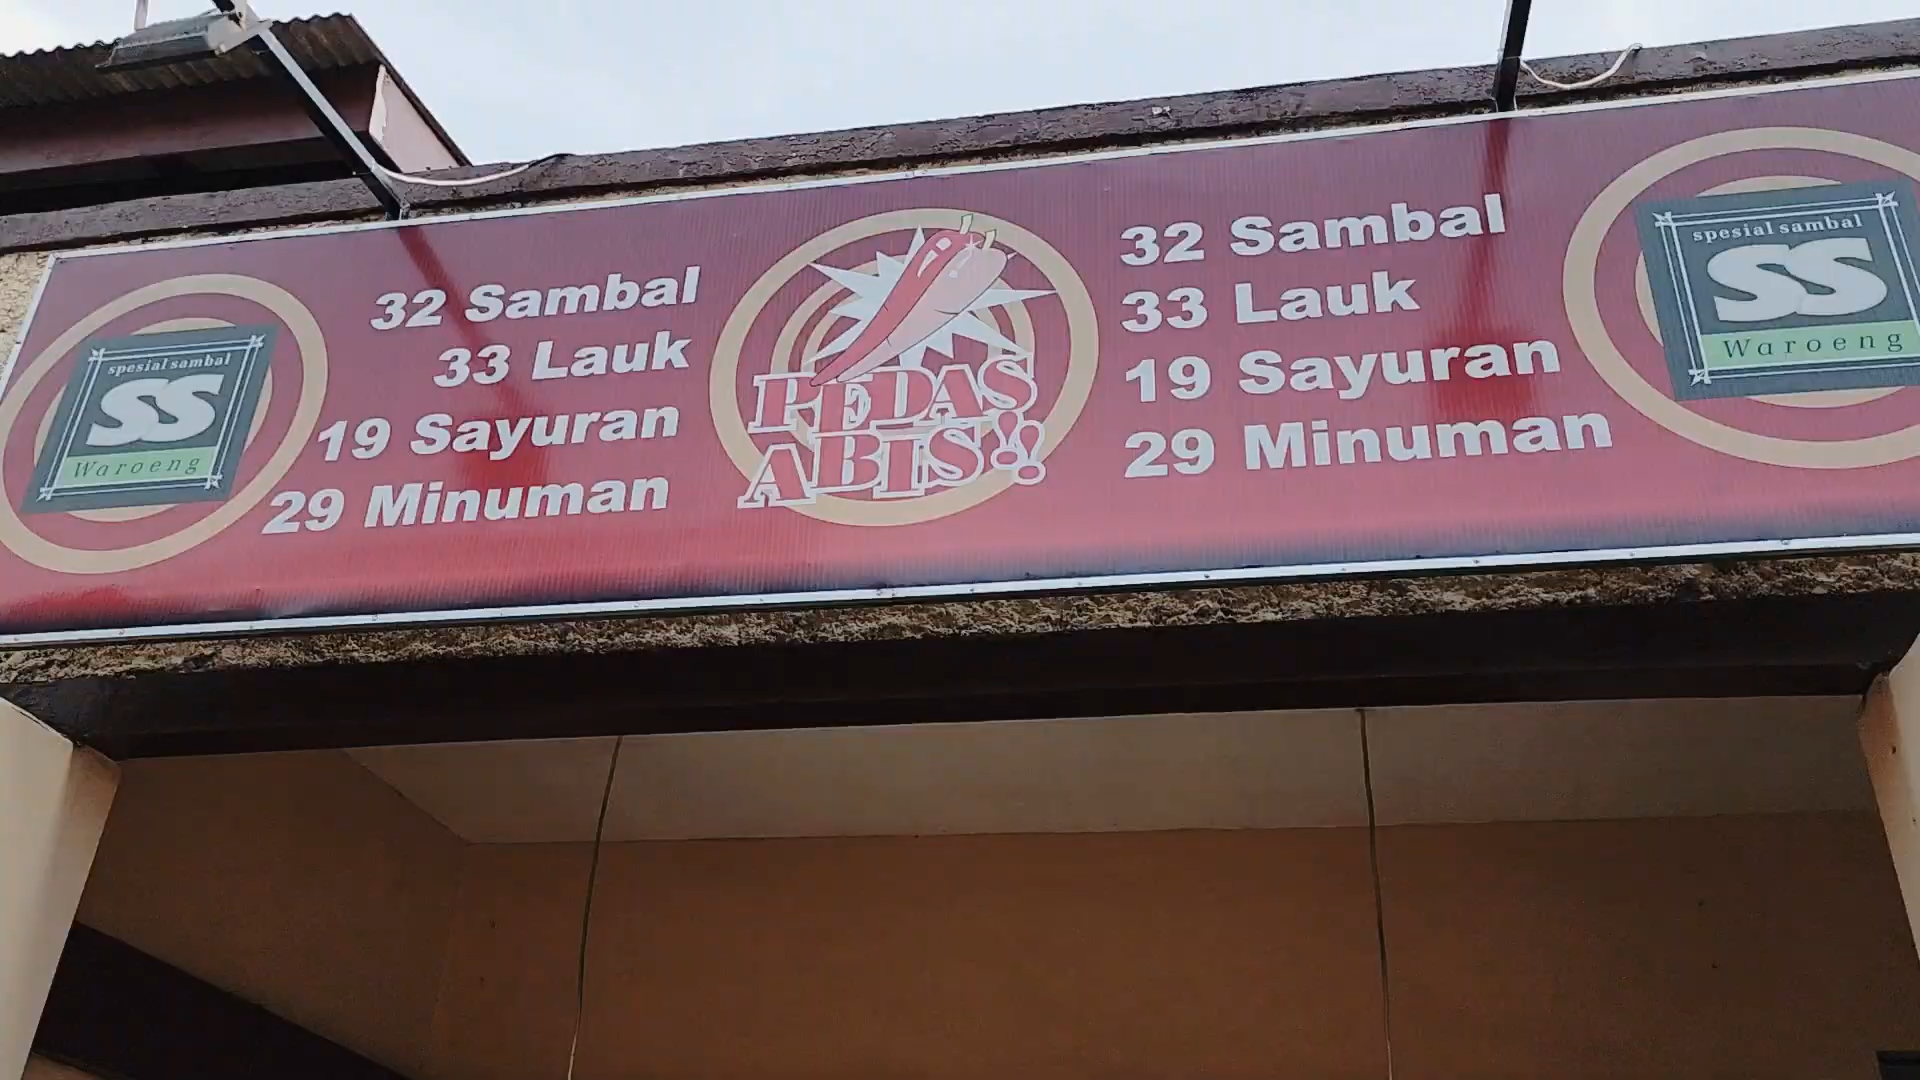 spesial sambal
SS
Waroeng
32 Sambal
33 Lauk
19 Sayuran
29 Minuman
PEDAS
ABIS!!
32 Sambal
33 Lauk
19 Sayuran
29 Minuman
spesial sambal
SS
Waroeng